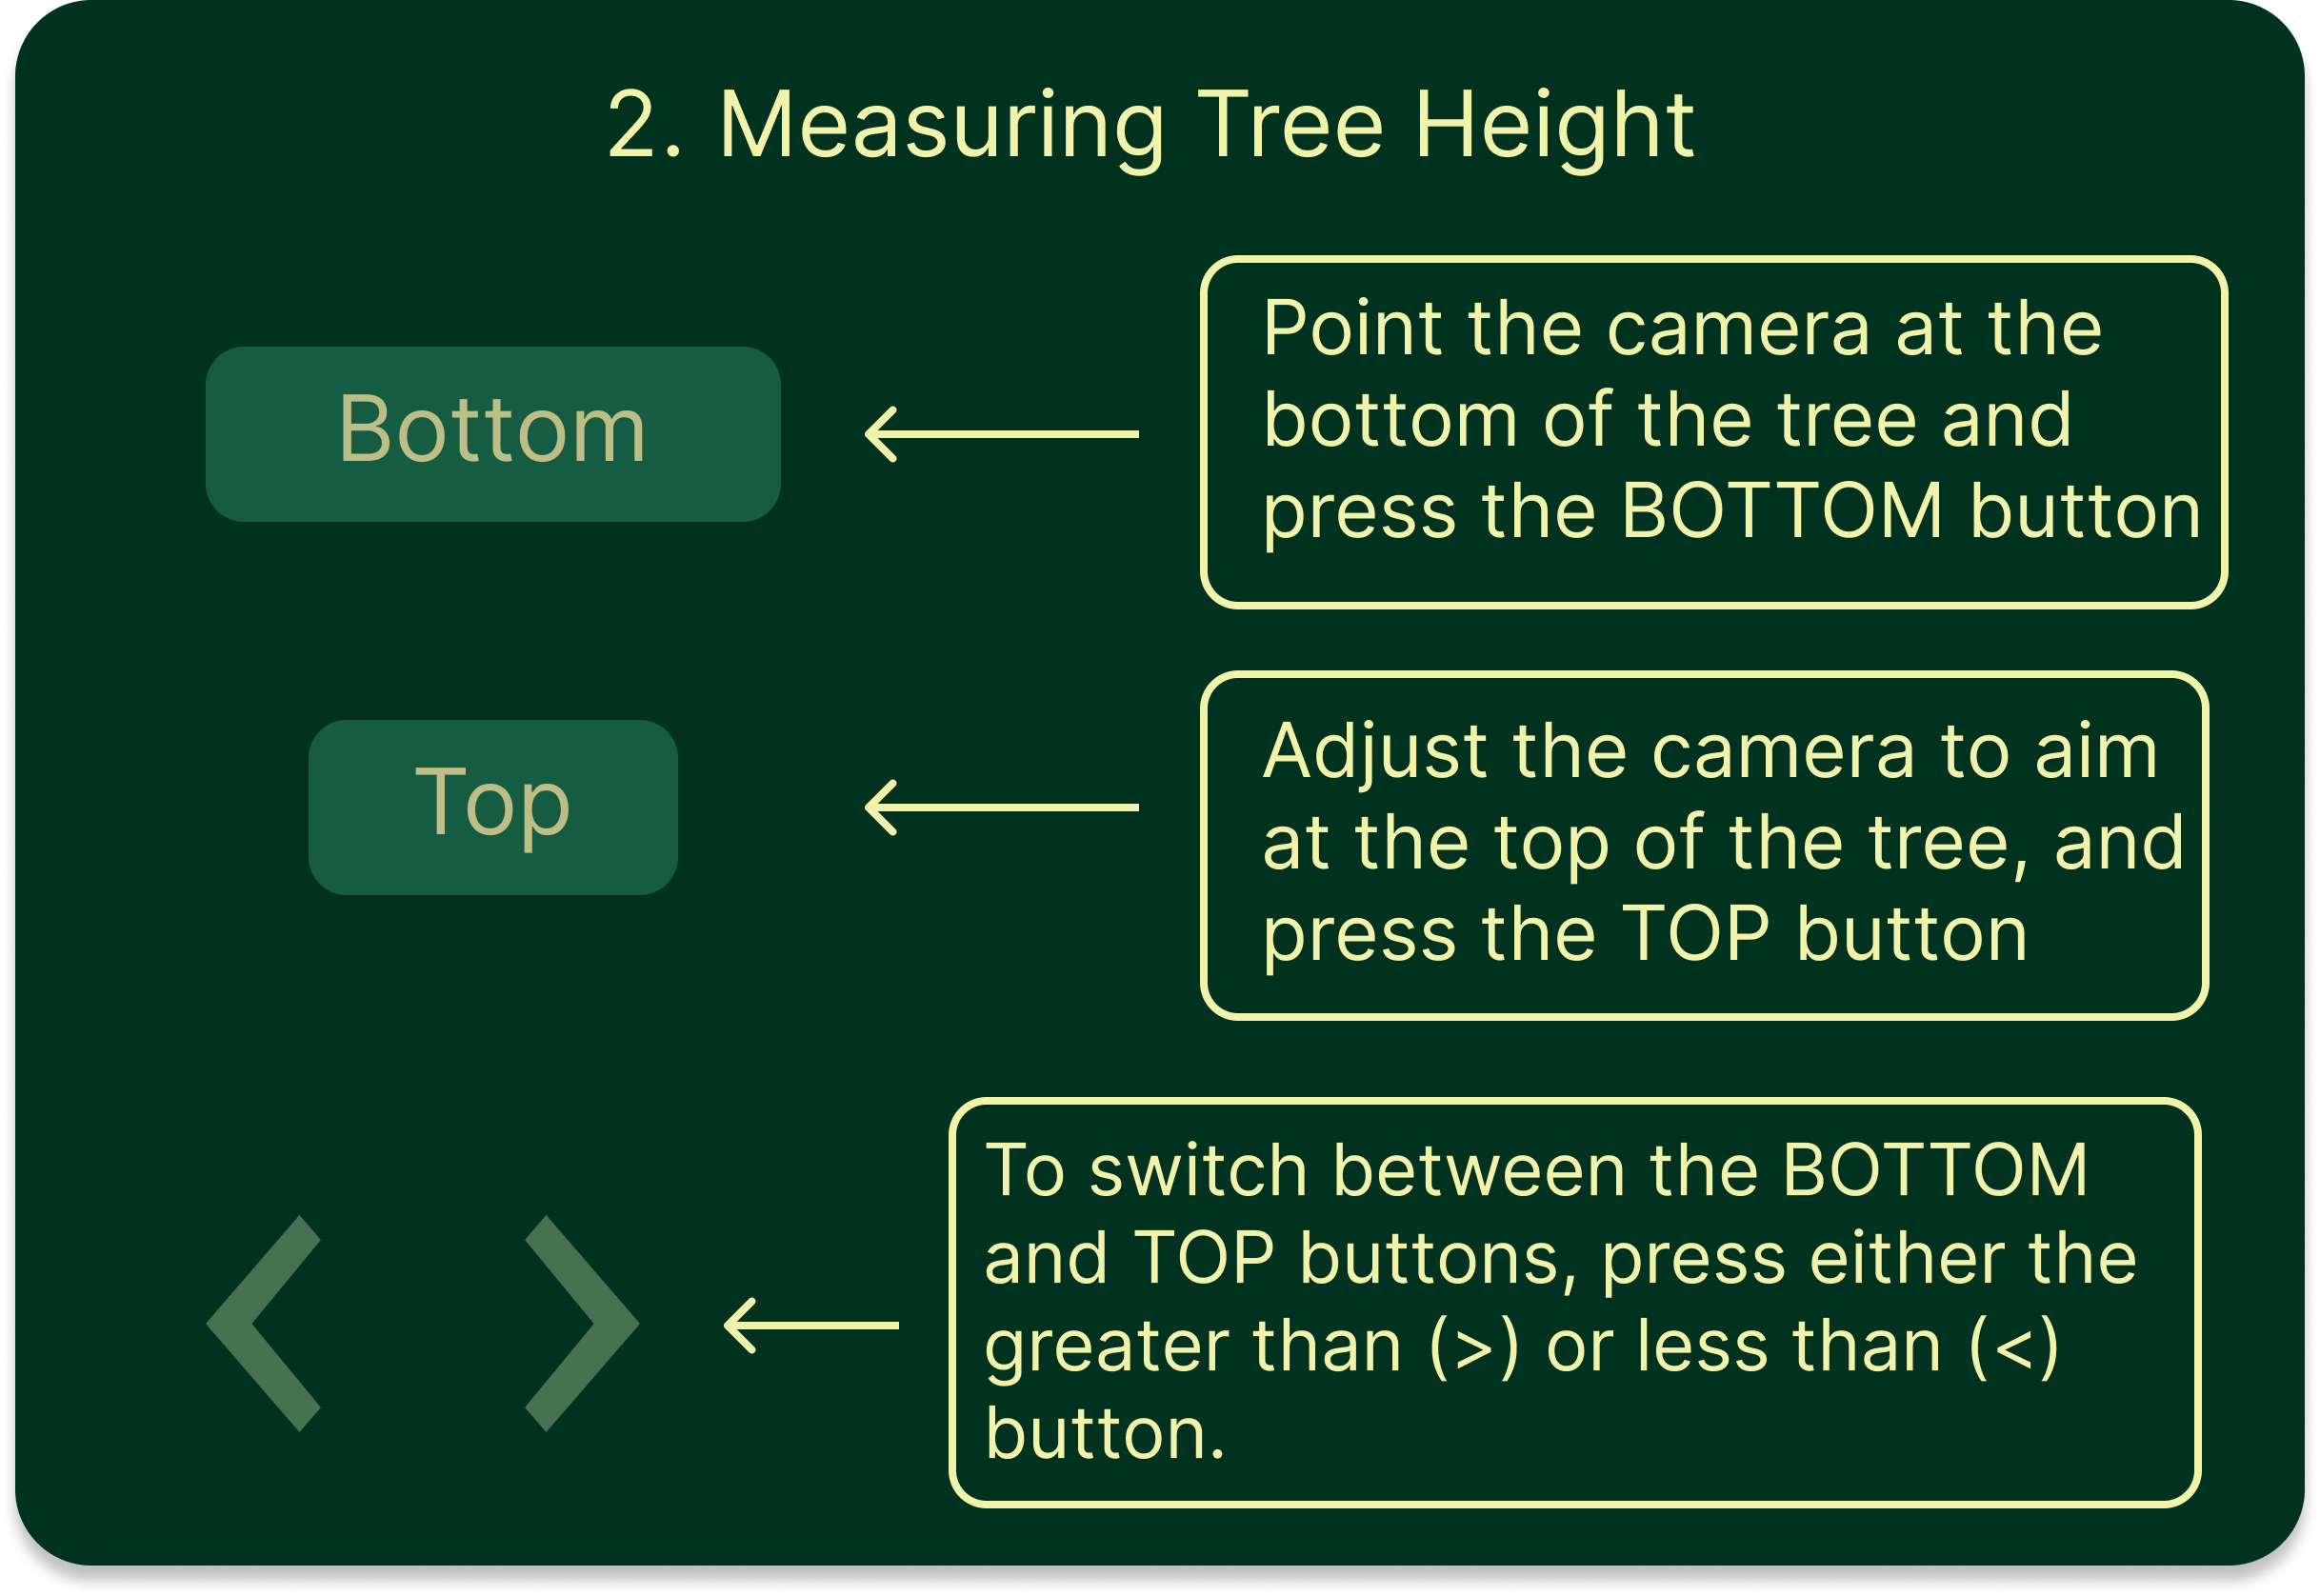 2. Measuring Tree Height
Bottom
Point the camera at the
bottom of the tree and
press the BOTTOM button
Top
Adjust the camera to aim
at the top of the tree, and
press the TOP button
To switch between the BOTTOM
and TOP buttons, press either the
greater than (>) or less than (<)
button.